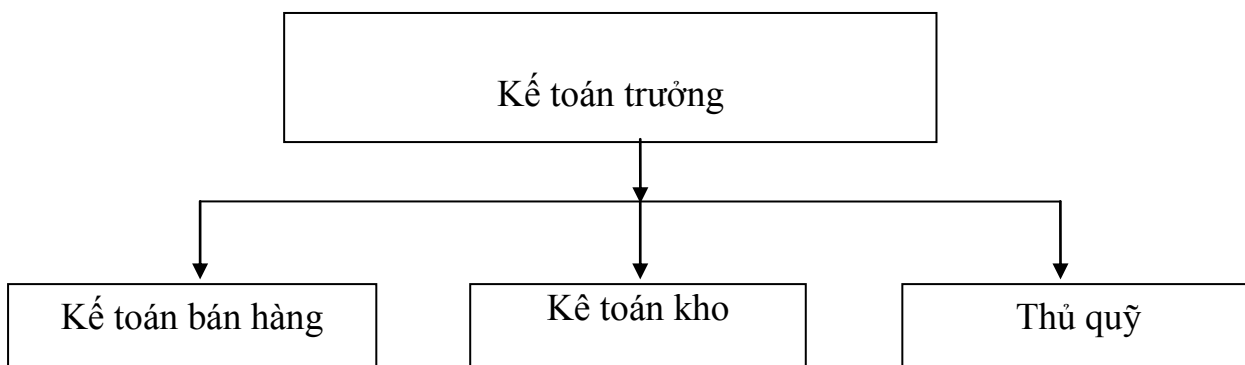 Kế toán trưởng
Kế toán bán hàng
Kê toán kho
Thủ quỹ